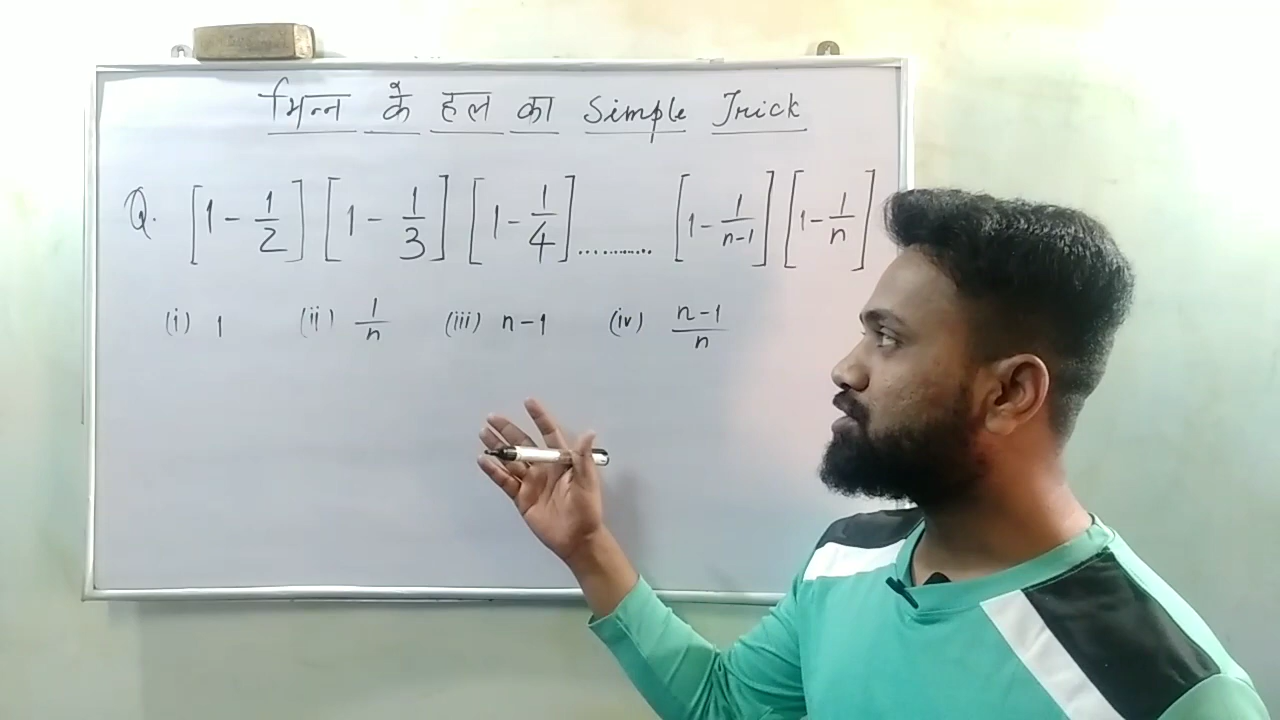 भिन्न के हल का Simple Trick
Q. [1 - 1/2] [1 - 1/3] [1 - 1/4] ............ [1 - 1/n-1] [1 - 1/n]
(i) 1 (ii) 1/n (iii) n-1 (iv) n-1/n